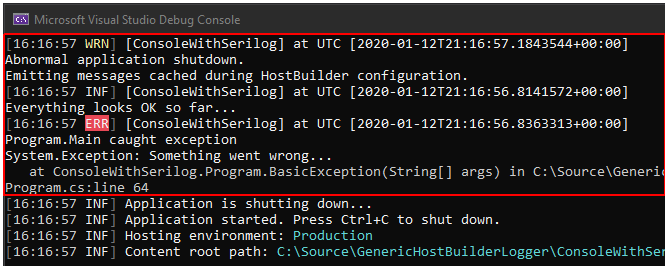 Microsoft Visual Studio Debug Console
[16:16:57 WRN] [ConsoleWithSerilog] at UTC [2020-01-12T21:16:57.1843544+00:00]
Abnormal application shutdown.
Emitting messages cached during HostBuilder configuration.
[16:16:57 INF] [ConsoleWithSerilog] at UTC [2020-01-12T21:16:56.8141572+00:00]
Everything looks OK so far...
[16:16:57 ERR] [ConsoleWithSerilog] at UTC [2020-01-12T21:16:56.8363313+00:00]
Program.Main caught exception
System.Exception: Something went wrong...
   at ConsoleWithSerilog.Program.BasicException(String[] args) in C:\Source\Generic
Program.cs:line 64
[16:16:57 INF] Application is shutting down...
[16:16:57 INF] Application started. Press Ctrl+C to shut down.
[16:16:57 INF] Hosting environment: Production
[16:16:57 INF] Content root path: C:\Source\GenericHostBuilderLogger\ConsoleWithSer